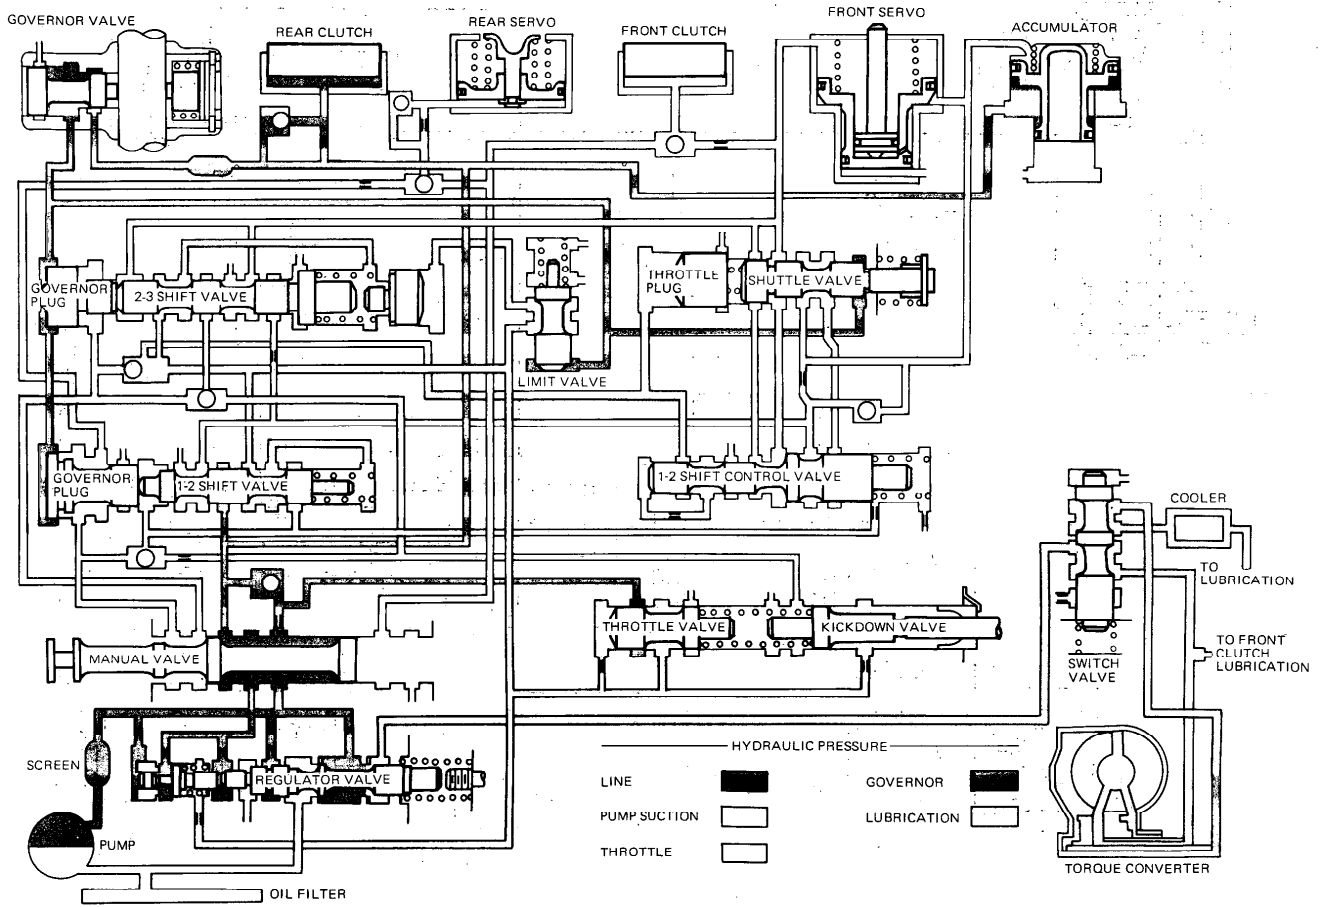 GOVERNOR VALVE
REAR CLUTCH
REAR SERVO
FRONT CLUTCH
FRONT SERVO
ACCUMULATOR
GOVERNOR
PLUG
2-3 SHIFT VALVE
LIMIT VALVE
THROTTLE
PLUG
SHUTTLE VALVE
GOVERNOR
PLUG
1-2 SHIFT VALVE
1-2 SHIFT CONTROL VALVE
COOLER
TO
LUBRICATION
THROTTLE VALVE
KICKDOWN VALVE
MANUAL VALVE
SWITCH
VALVE
TO FRONT
CLUTCH
LUBRICATION
SCREEN
REGULATOR VALVE
PUMP
OIL FILTER
HYDRAULIC PRESSURE
LINE
GOVERNOR
PUMP SUCTION
LUBRICATION
THROTTLE
TORQUE CONVERTER